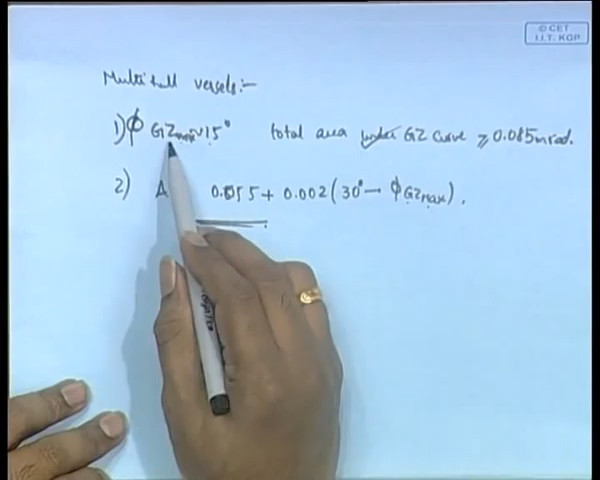 © CET
I.I.T. KGP
Multi hull vessels:-
1) ϕ GZmax ~ 15° total area under GZ curve ≥ 0.085 m rad.
2) A 0.055 + 0.002 (30° - ϕGZmax).